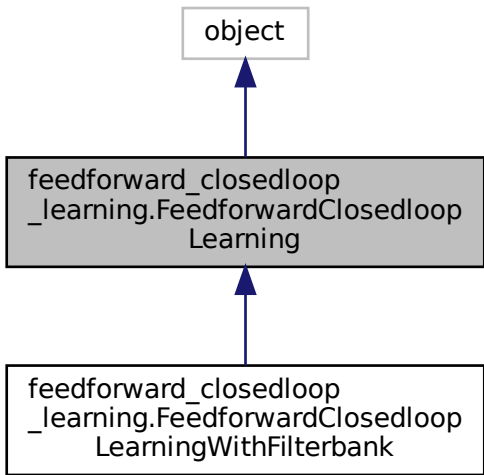 object
feedforward_closedloop
_learning.FeedforwardClosedloop
Learning
feedforward_closedloop
_learning.FeedforwardClosedloop
LearningWithFilterbank